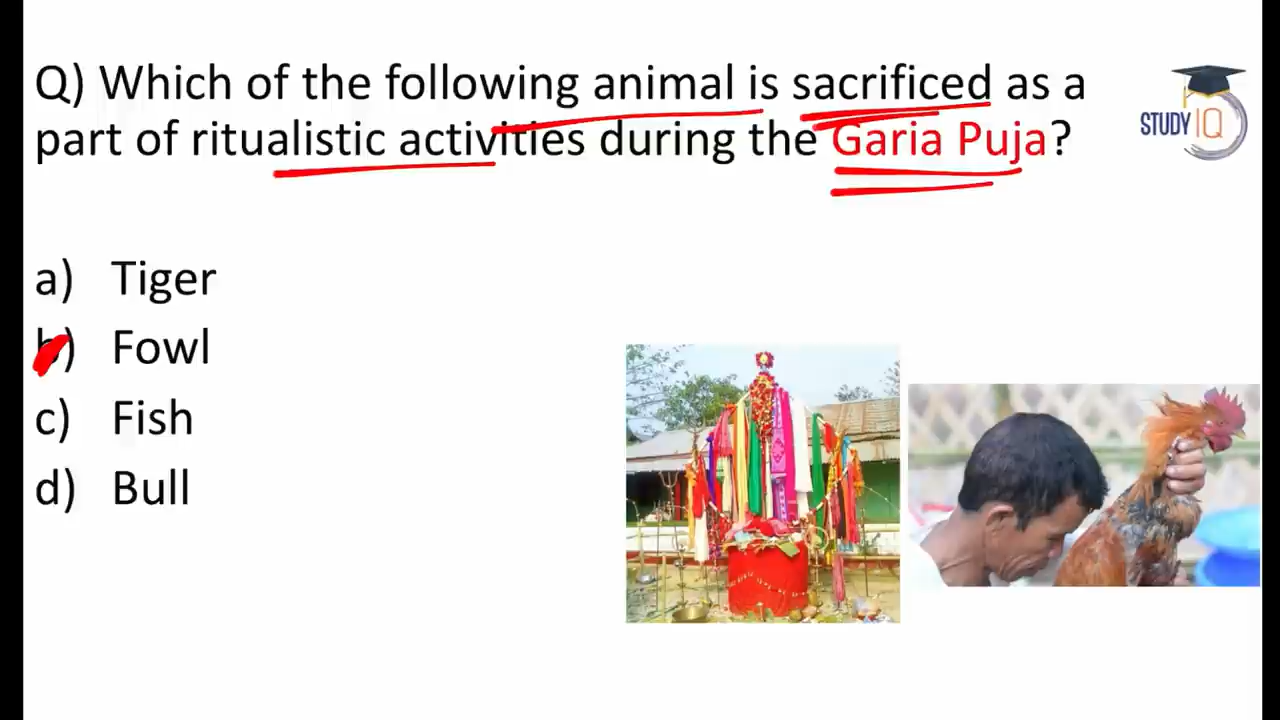 Q) Which of the following animal is sacrificed as a
part of ritualistic activities during the Garia Puja?
STUDY IQ
a) Tiger
b) Fowl
c) Fish
d) Bull